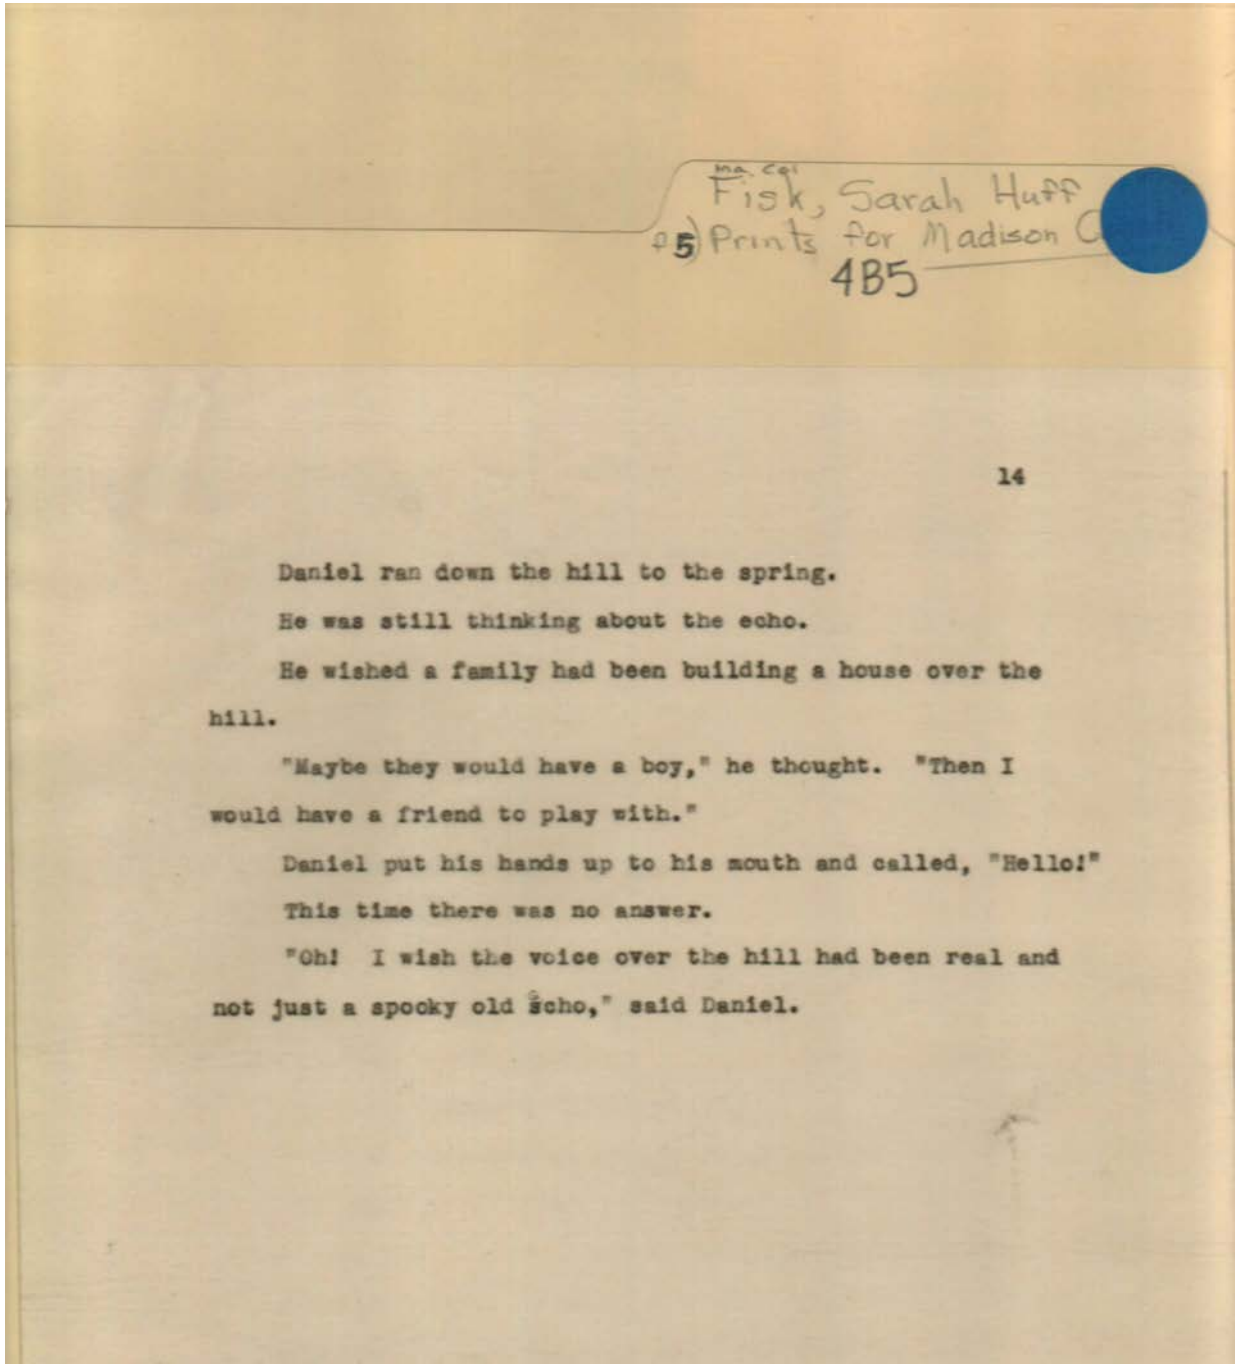 Ma. Col
Fisk, Sarah Huff
5) Prints for Madison
4B5
14
Daniel ran down the hill to the spring.
He was still thinking about the echo.
He wished a family had been building a house over the
hill.
"Maybe they would have a boy," he thought. "Then I
would have a friend to play with."
Daniel put his hands up to his mouth and called, "Hello!"
This time there was no answer.
"Oh! I wish the voice over the hill had been real and
not just a spooky old echo," said Daniel.